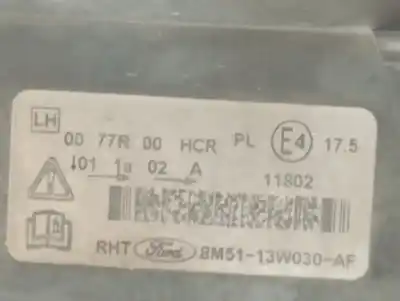 LH
00 77R 00 HCR PL E4 17.5
01 1a 02 A
11802
RHT Ford 8M51-13W030-AF